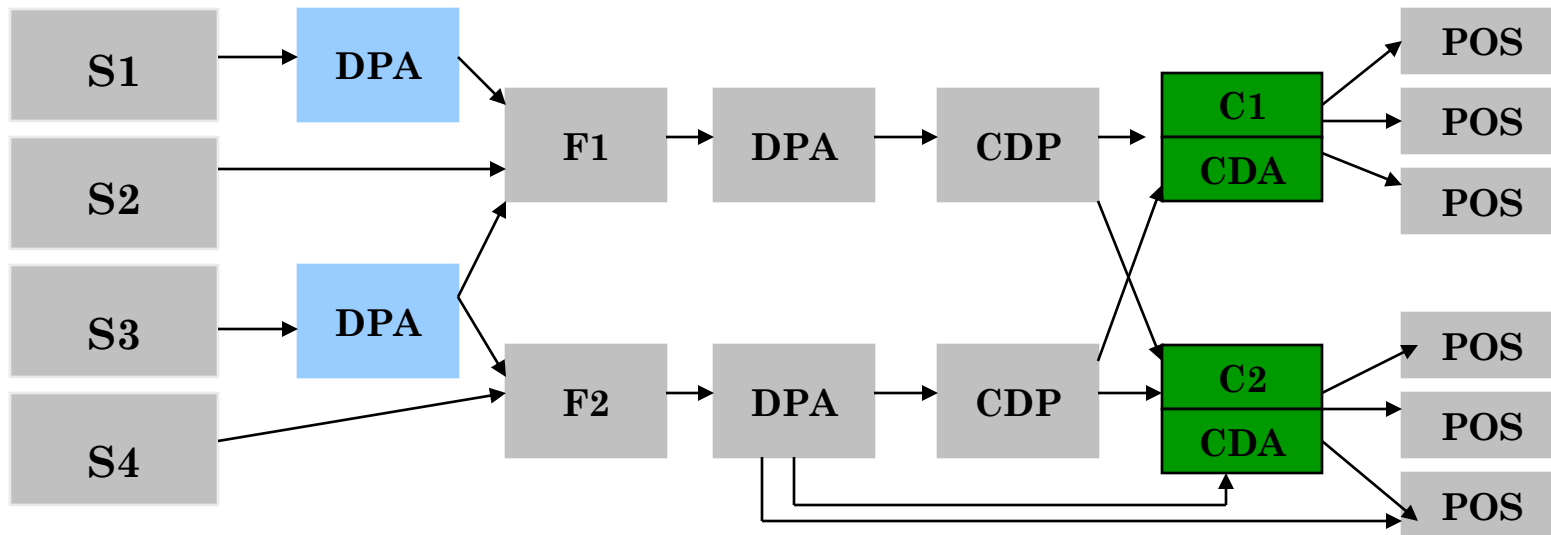 S1
DPA
POS
C1
F1
DPA
CDP
POS
S2
CDA
POS
S3
DPA
POS
C2
F2
DPA
CDP
POS
S4
CDA
POS